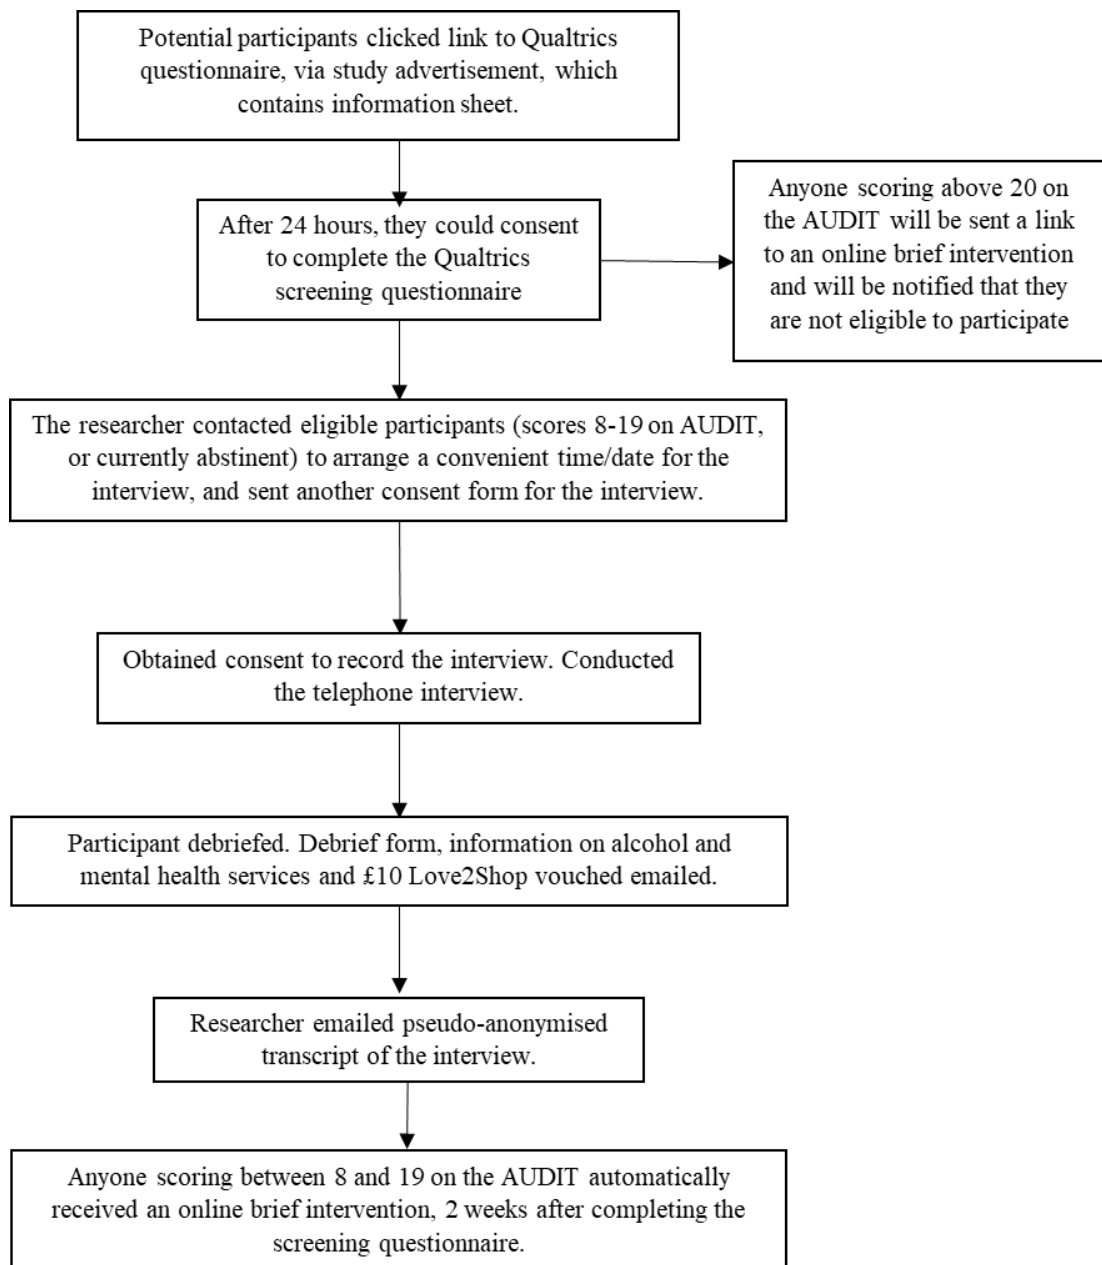 Potential participants clicked link to Qualtrics
questionnaire, via study advertisement, which
contains information sheet.
After 24 hours, they could consent
to complete the Qualtrics
screening questionnaire
Anyone scoring above 20 on
the AUDIT will be sent a link
to an online brief intervention
and will be notified that they
are not eligible to participate
The researcher contacted eligible participants (scores 8-19 on AUDIT,
or currently abstinent) to arrange a convenient time/date for the
interview, and sent another consent form for the interview.
Obtained consent to record the interview. Conducted
the telephone interview.
Participant debriefed. Debrief form, information on alcohol and
mental health services and £10 Love2Shop vouched emailed.
Researcher emailed pseudo-anonymised
transcript of the interview.
Anyone scoring between 8 and 19 on the AUDIT automatically
received an online brief intervention, 2 weeks after completing the
screening questionnaire.